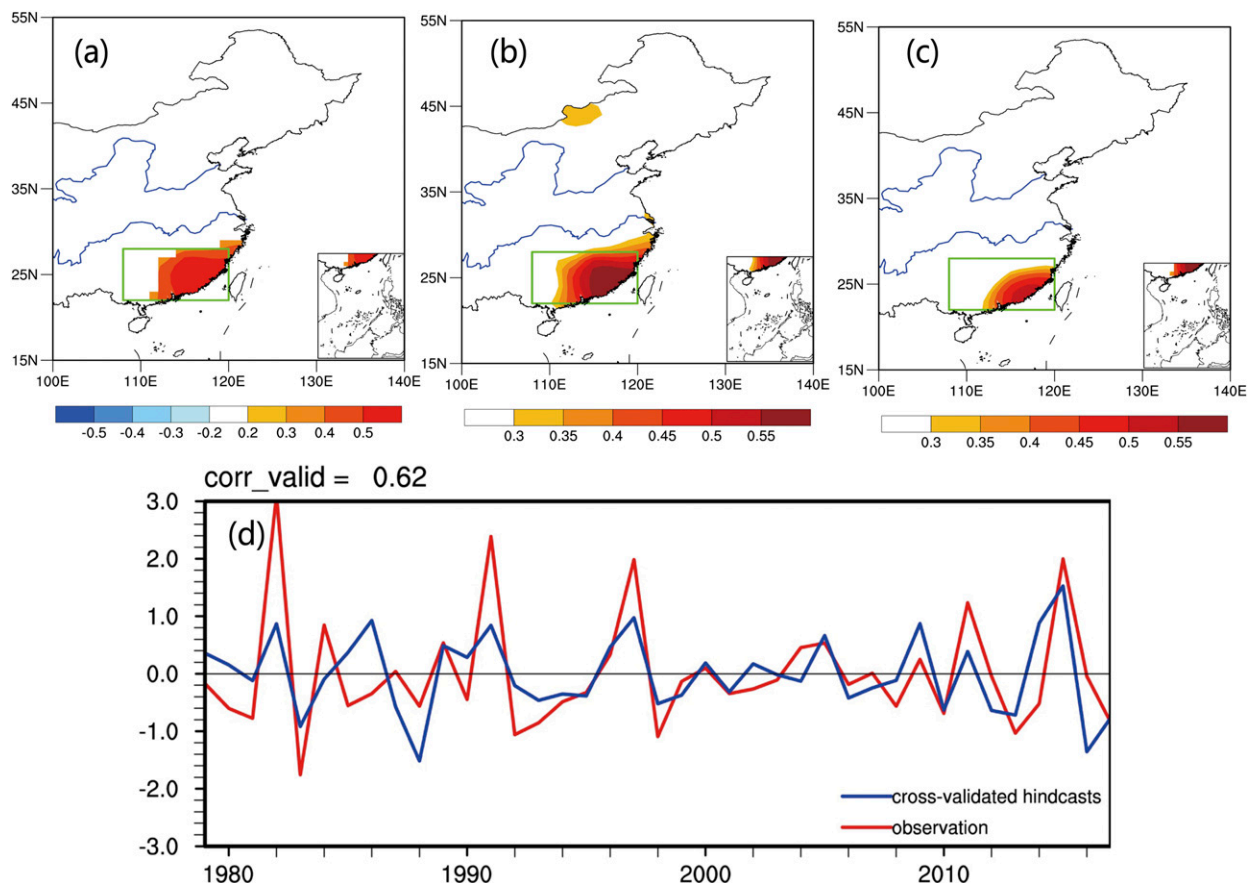 (a)
55N
45N
35N
25N
15N
100E 110E 120E 130E 140E
-0.5 -0.4 -0.3 -0.2 0.2 0.3 0.4 0.5
(b)
55N
45N
35N
25N
15N
100E 110E 120E 130E 140E
0.3 0.35 0.4 0.45 0.5 0.55
(c)
55N
45N
35N
25N
15N
100E 110E 120E 130E 140E
0.3 0.35 0.4 0.45 0.5 0.55
corr_valid = 0.62
(d)
3.0
2.0
1.0
0.0
-1.0
-2.0
-3.0
cross-validated hindcasts
observation
1980 1990 2000 2010